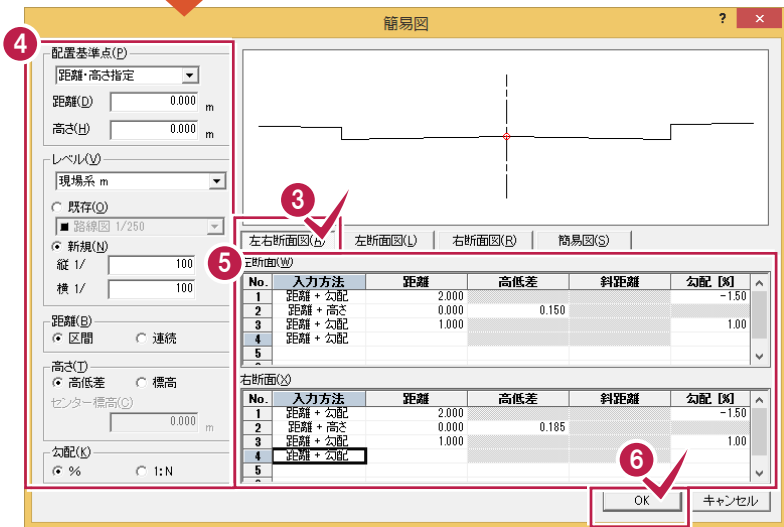 簡易図 ? ×
4
配置基準点(P)
距離・高さ指定
距離(D) 0.000 m
高さ(H) 0.000 m
レベル(V)
現場系 m
既存(O)
■ 路線図 1/250
新規(N)
縦 1/ 100
横 1/ 100
距離(B)
区間 連続
高さ(T)
高低差 標高
センター標高(C)
0.000 m
勾配(K)
% 1:N
3
左右断面図 左断面図(L) 右断面図(R) 簡易図(S)
5
左断面(W)
No. 入力方法 距離 高低差 斜距離 勾配 [%]
1 距離 + 勾配 2.000 -1.50
2 距離 + 高さ 0.000 0.150
3 距離 + 勾配 1.000 1.00
4 距離 + 勾配
5
右断面(X)
No. 入力方法 距離 高低差 斜距離 勾配 [%]
1 距離 + 勾配 2.000 -1.50
2 距離 + 高さ 0.000 0.185
3 距離 + 勾配 1.000 1.00
4 距離 + 勾配
5
6
OK キャンセル